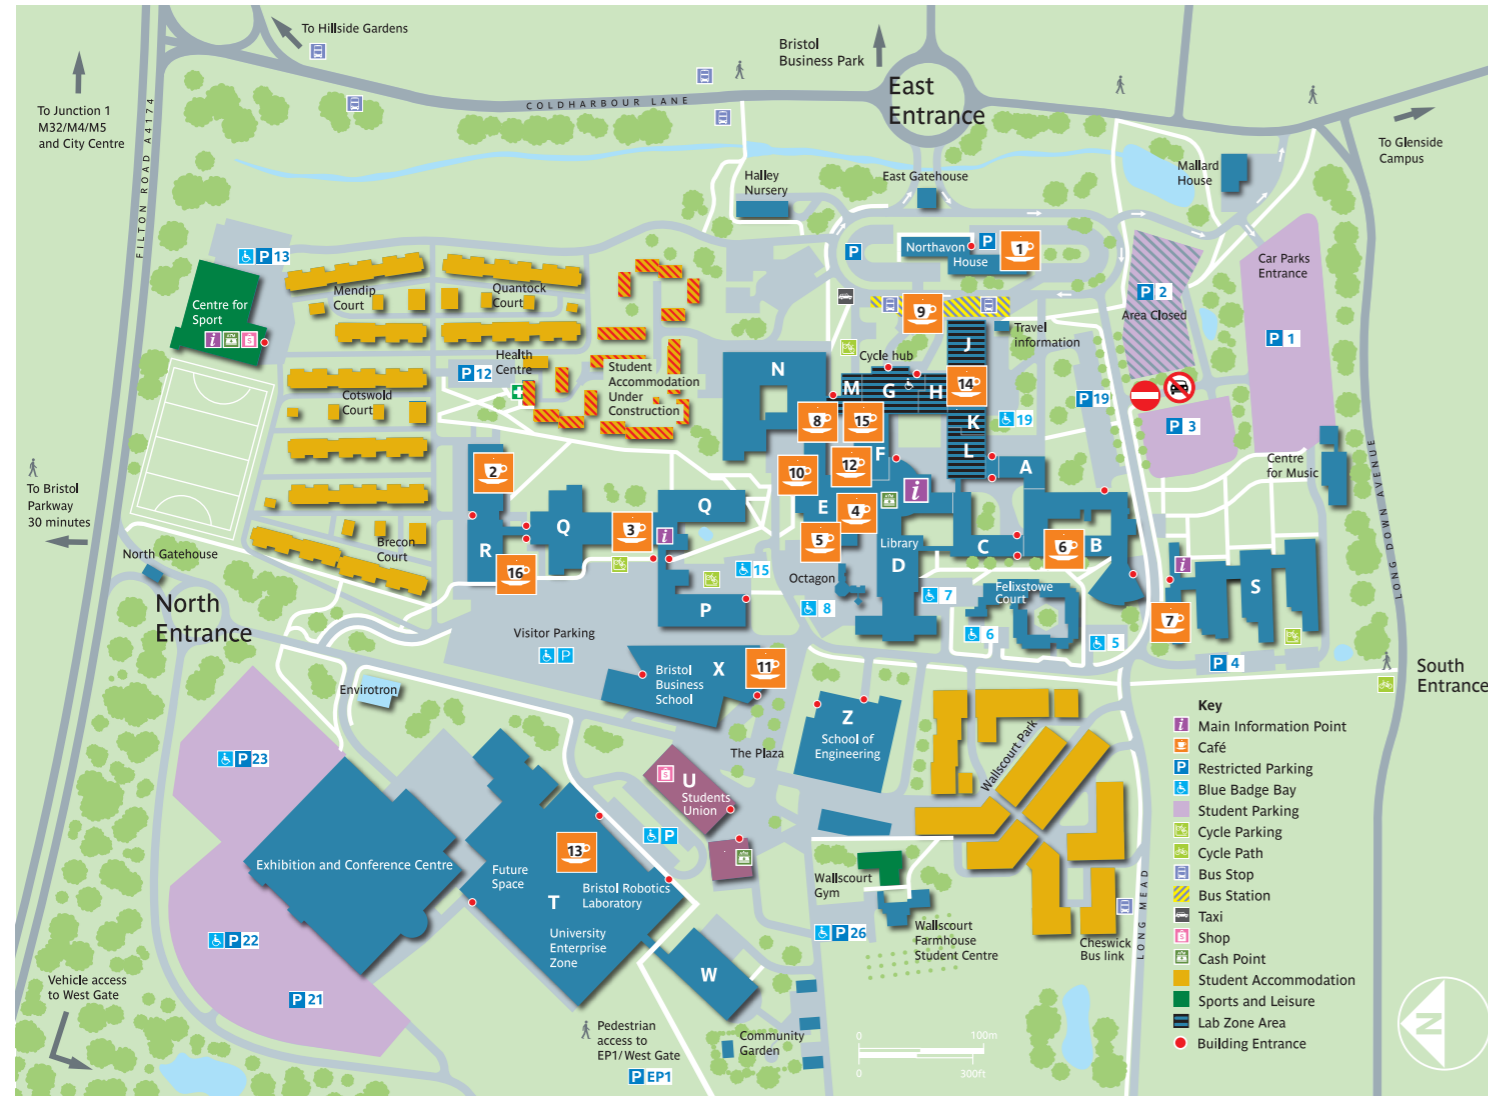 To Hillside Gardens
Bristol
Business Park
East
Entrance
To Junction 1
M32/M4/M5
and City Centre
FILTON ROAD A4174
COLDHARBOUR LANE
To Glenside
Campus
Mallard
House
Halley
Nursery
East Gatehouse
P 13
Northavon
House
P
P
1
Car Parks
Entrance
Mendip
Court
Quantock
Court
Centre for
Sport
i
P 2
Area Closed
9
J
Travel
information
P 1
Health
Centre
P 12
Cycle hub
Student
Accommodation
Under
Construction
N
M
G
H
14
Cotswold
Court
P 19
19
P 3
8
15
K
F
L
A
Centre
for Music
LONG DOWN AVENUE
2
10
12
i
To Bristol
Parkway
30 minutes
Q
Q
E
4
3
i
5
Library
C
6
B
R
North Gatehouse
Brecon
Court
16
15
Octagon
D
i
S
North
Entrance
P
8
7
Felixstowe
Court
7
Visitor Parking
P
6
5
P 4
South
Entrance
X
11
Bristol
Business
School
Envirotron
Z
School of
Engineering
Wallscourt Park
The Plaza
P 23
U
Students
Union
P
Exhibition and Conference Centre
13
Future
Space
Bristol Robotics
Laboratory
T
University
Enterprise
Zone
Wallscourt
Gym
P 22
P 26
Wallscourt
Farmhouse
Student Centre
Cheswick
Bus link
LONG MEAD
W
Vehicle access
to West Gate
P 21
Pedestrian
access to
EP1/West Gate
P EP1
Community
Garden
0 100m
0 300ft
Key
i Main Information Point
Café
P Restricted Parking
Blue Badge Bay
Student Parking
Cycle Parking
Cycle Path
Bus Stop
Bus Station
Taxi
Shop
Cash Point
Student Accommodation
Sports and Leisure
Lab Zone Area
Building Entrance
N